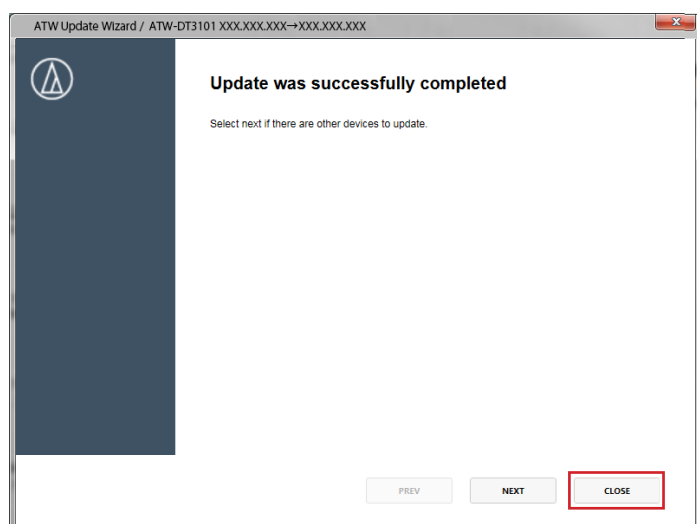 ATW Update Wizard / ATW-DT3101 XXX.XXX.XXX→XXX.XXX.XXX
Update was successfully completed
Select next if there are other devices to update.
PREV NEXT CLOSE